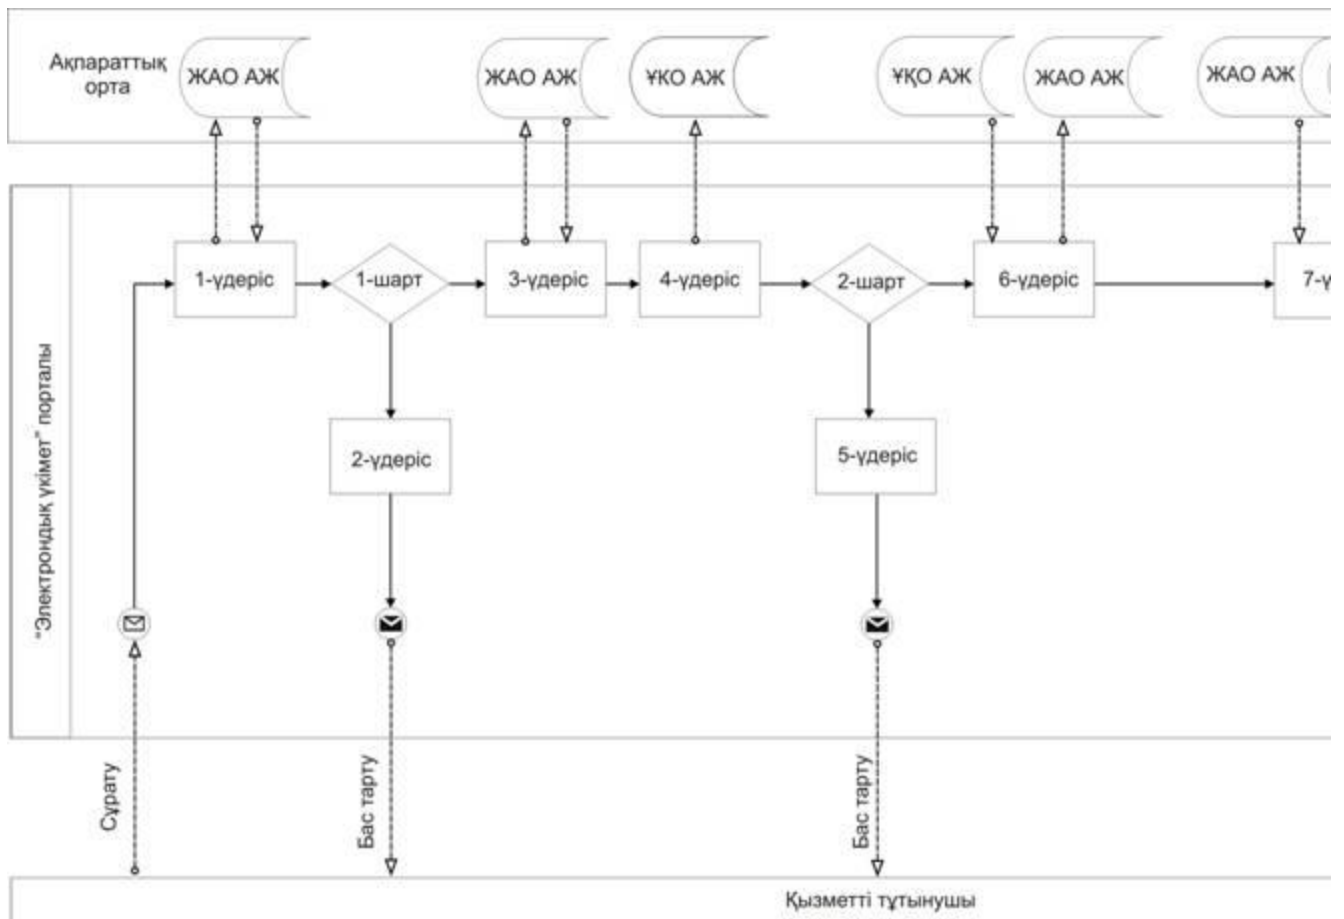 Ақпараттық
орта
ЖАО АЖ
ЖАО АЖ
ҰКО АЖ
ҰҚО АЖ
ЖАО АЖ
ЖАО АЖ
"Электрондық үкімет" порталы
1-үдеріс
1-шарт
3-үдеріс
4-үдеріс
2-шарт
6-үдеріс
7-ү
2-үдеріс
5-үдеріс
Сұрату
Бас тарту
Бас тарту
Қызметті тұтынушы